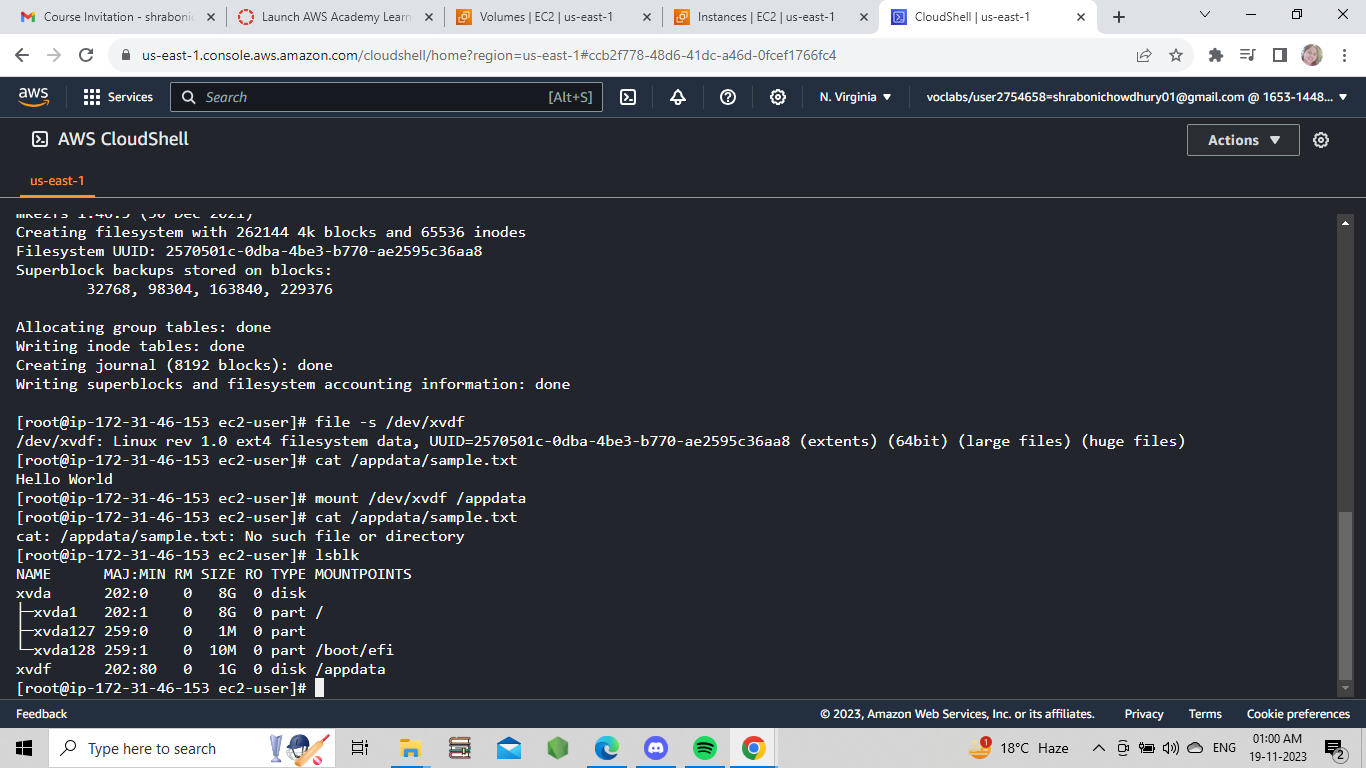 Course Invitation - shrabonic
Launch AWS Academy Learn
Volumes | EC2 | us-east-1
Instances | EC2 | us-east-1
CloudShell | us-east-1
us-east-1.console.aws.amazon.com/cloudshell/home?region=us-east-1#ccb2f778-48d6-41dc-a46d-0fcef1766fc4
aws
Services
Search
[Alt+S]
N. Virginia
voclabs/user2754658=shrabonichowdhury01@gmail.com @ 1653-1448...
AWS CloudShell
Actions
us-east-1
mke2fs 1.46.5 (30 Dec 2021)
Creating filesystem with 262144 4k blocks and 65536 inodes
Filesystem UUID: 2570501c-0dba-4be3-b770-ae2595c36aa8
Superblock backups stored on blocks:
32768, 98304, 163840, 229376
Allocating group tables: done
Writing inode tables: done
Creating journal (8192 blocks): done
Writing superblocks and filesystem accounting information: done
[root@ip-172-31-46-153 ec2-user]# file -s /dev/xvdf
/dev/xvdf: Linux rev 1.0 ext4 filesystem data, UUID=2570501c-0dba-4be3-b770-ae2595c36aa8 (extents) (64bit) (large files) (huge files)
[root@ip-172-31-46-153 ec2-user]# cat /appdata/sample.txt
Hello World
[root@ip-172-31-46-153 ec2-user]# mount /dev/xvdf /appdata
[root@ip-172-31-46-153 ec2-user]# cat /appdata/sample.txt
cat: /appdata/sample.txt: No such file or directory
[root@ip-172-31-46-153 ec2-user]# lsblk
NAME MAJ:MIN RM SIZE RO TYPE MOUNTPOINTS
xvda 202:0 0 8G 0 disk
├─xvda1 202:1 0 8G 0 part /
├─xvda127 259:0 0 1M 0 part
└─xvda128 259:1 0 10M 0 part /boot/efi
xvdf 202:80 0 1G 0 disk /appdata
[root@ip-172-31-46-153 ec2-user]#
Feedback
© 2023, Amazon Web Services, Inc. or its affiliates.
Privacy
Terms
Cookie preferences
Type here to search
1
18°C Haze
ENG
01:00 AM
19-11-2023
2